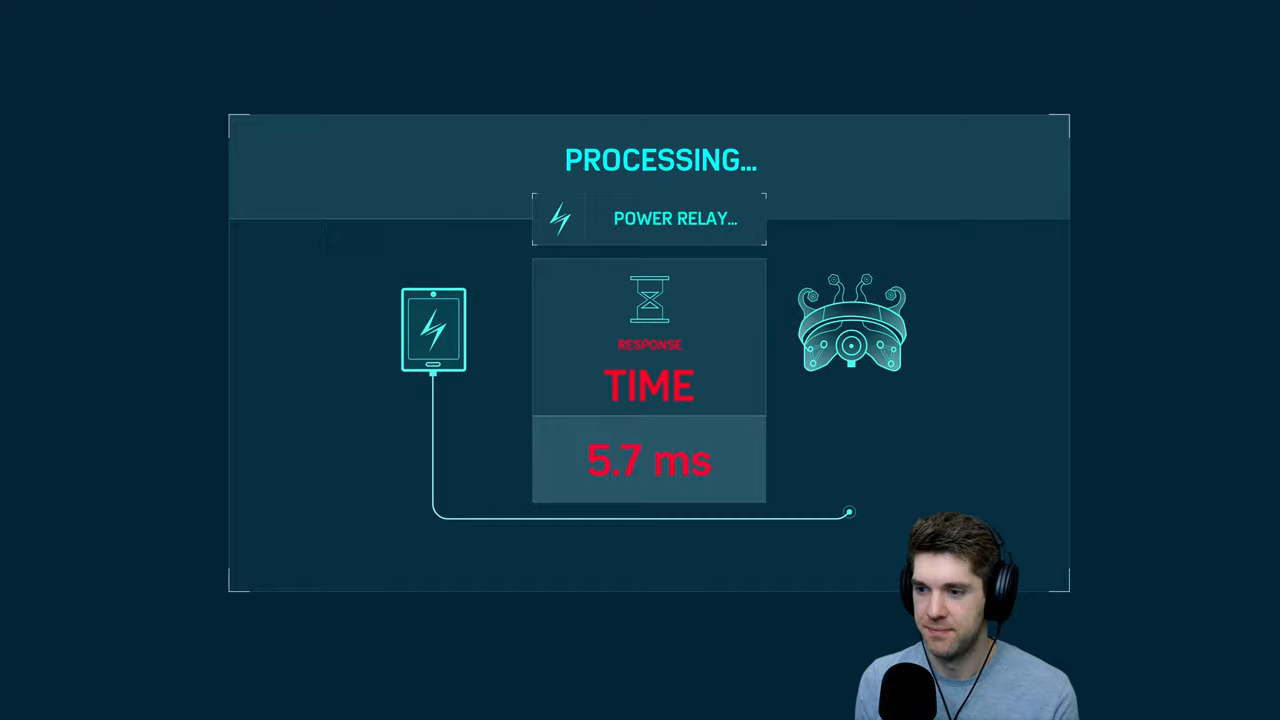 PROCESSING...
POWER RELAY...
RESPONSE
TIME
5.7 ms